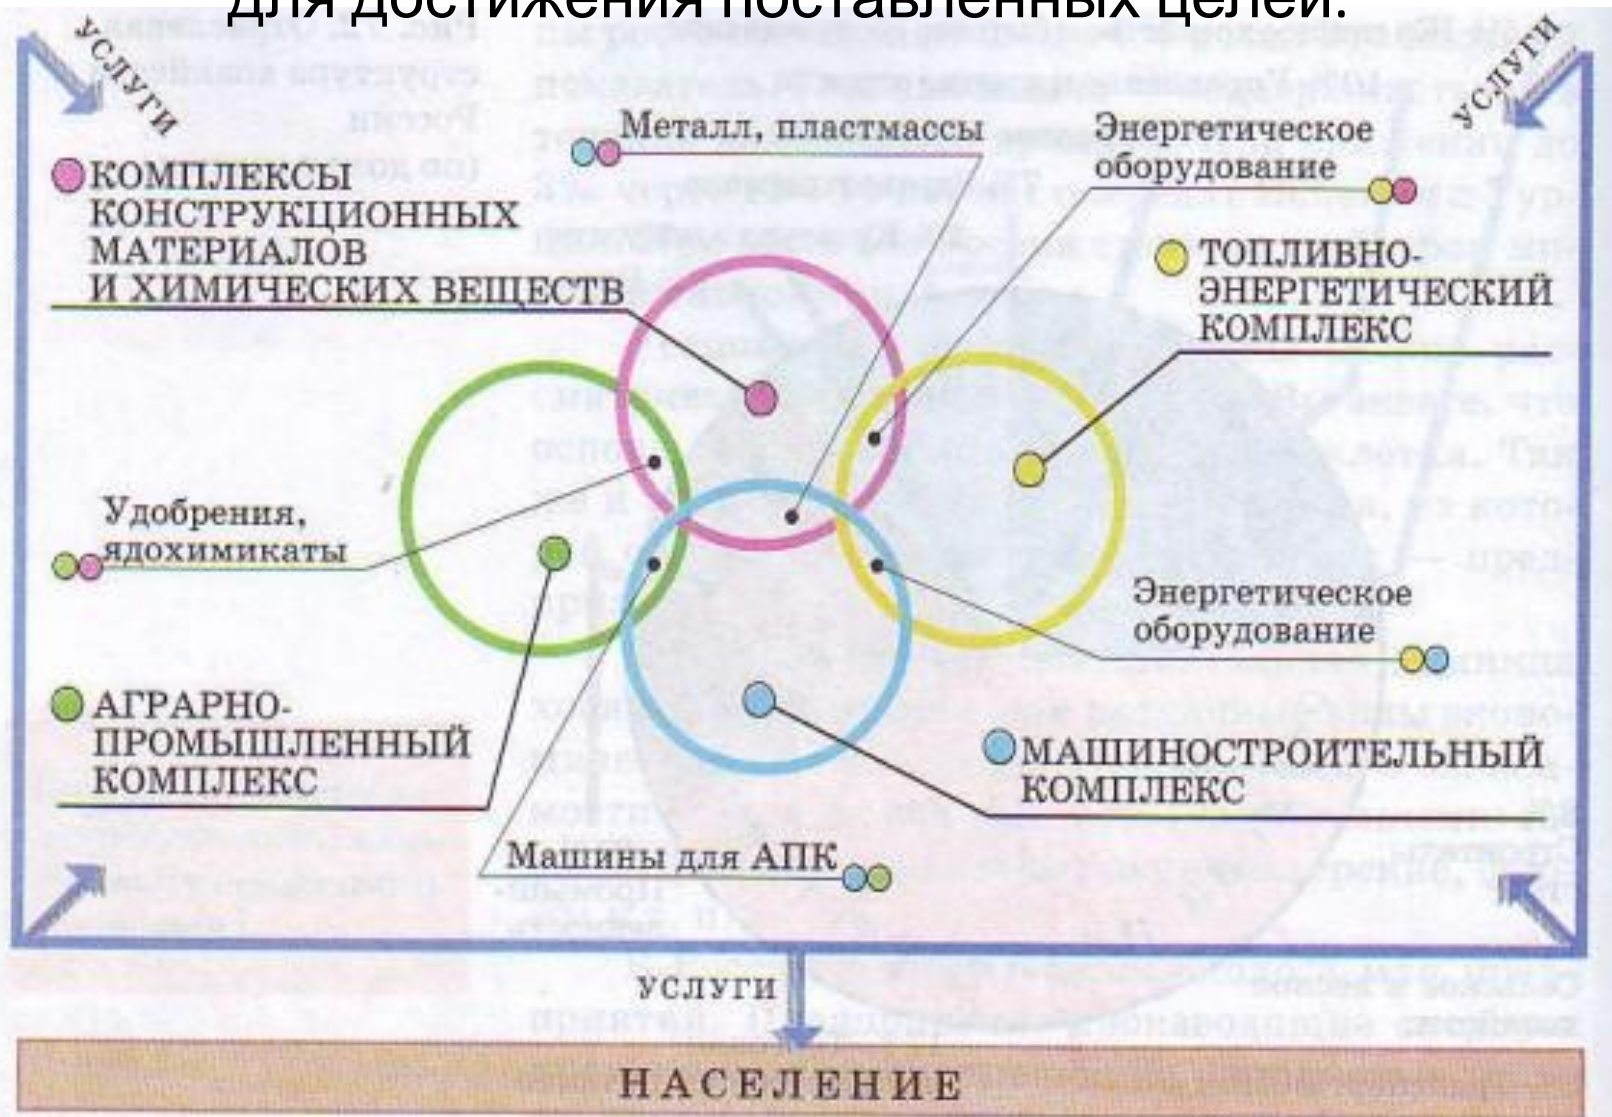 для достижения поставленных целей.
УСЛУГИ
УСЛУГИ
Металл, пластмассы
Энергетическое
оборудование
КОМПЛЕКСЫ
КОНСТРУКЦИОННЫХ
МАТЕРИАЛОВ
И ХИМИЧЕСКИХ ВЕЩЕСТВ
ТОПЛИВНО-
ЭНЕРГЕТИЧЕСКИЙ
КОМПЛЕКС
Удобрения,
ядохимикаты
Энергетическое
оборудование
АГРАРНО-
ПРОМЫШЛЕННЫЙ
КОМПЛЕКС
МАШИНОСТРОИТЕЛЬНЫЙ
КОМПЛЕКС
Машины для АПК
УСЛУГИ
НАСЕЛЕНИЕ